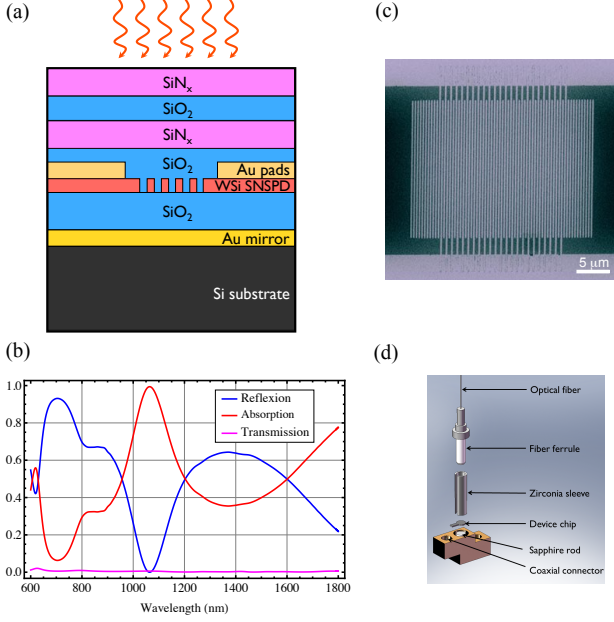 (a)
SiNx
SiO2
SiNx
SiO2
Au pads
WSi SNSPD
SiO2
Au mirror
Si substrate
(b)
1.0
0.8
0.6
0.4
0.2
0.0
Reflexion
Absorption
Transmission
600 800 1000 1200 1400 1600 1800
Wavelength (nm)
(c)
5 μm
(d)
Optical fiber
Fiber ferrule
Zirconia sleeve
Device chip
Sapphire rod
Coaxial connector